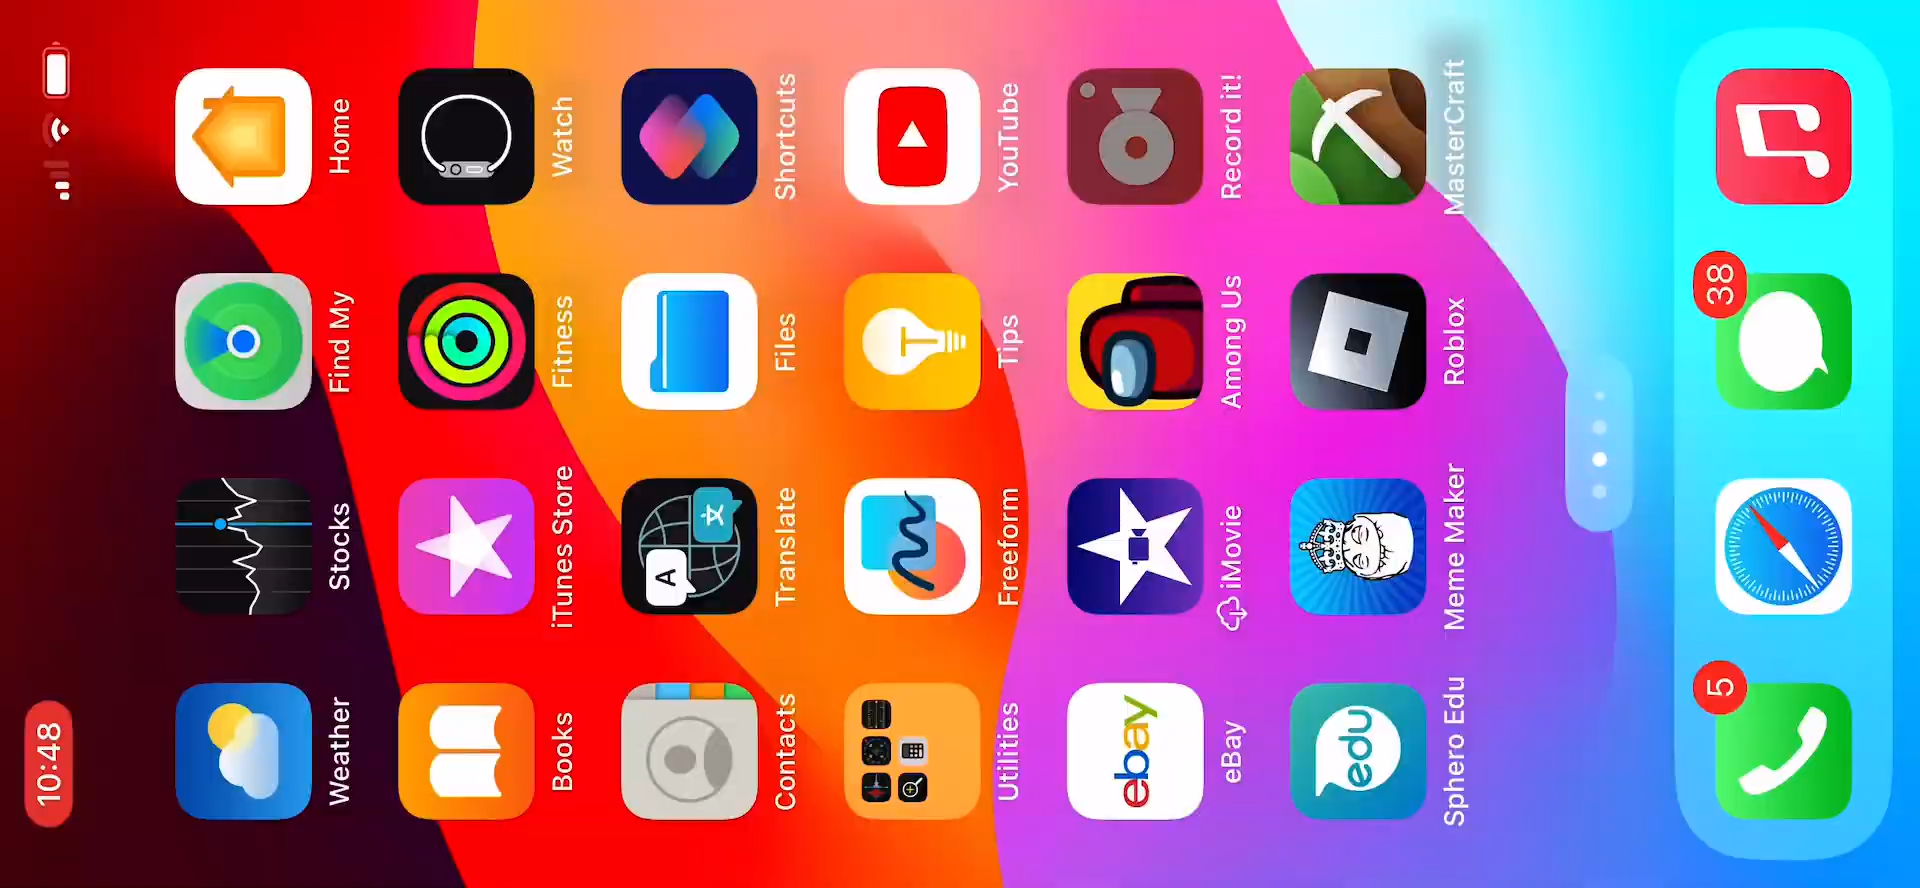 10:48
Weather
Stocks
Find My
Home
Books
iTunes Store
Fitness
Watch
Contacts
A
文
Translate
Files
Shortcuts
Utilities
Freeform
Tips
YouTube
ebay
eBay
iMovie
Among Us
Record it!
edu
Sphero Edu
Meme Maker
Roblox
MasterCraft
5
38